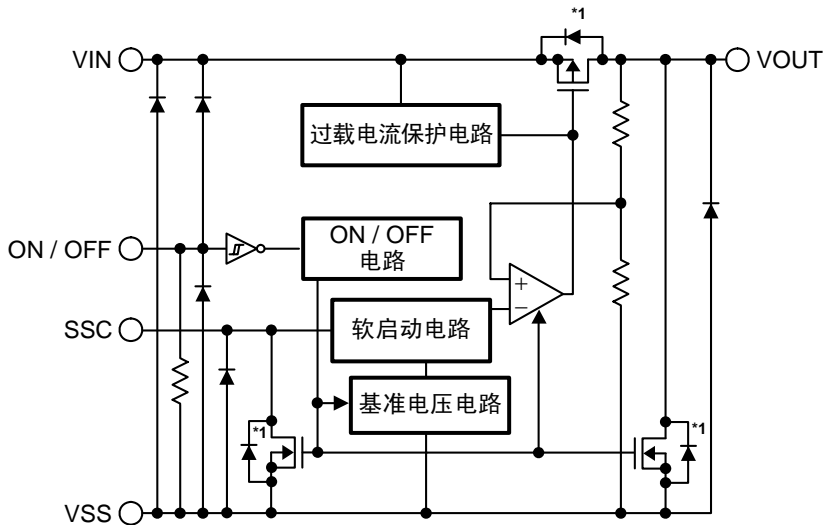 *1
VIN
VOUT
过载电流保护电路
ON / OFF
ON / OFF
电路
+
−
SSC
软启动电路
基准电压电路
*1
*1
VSS